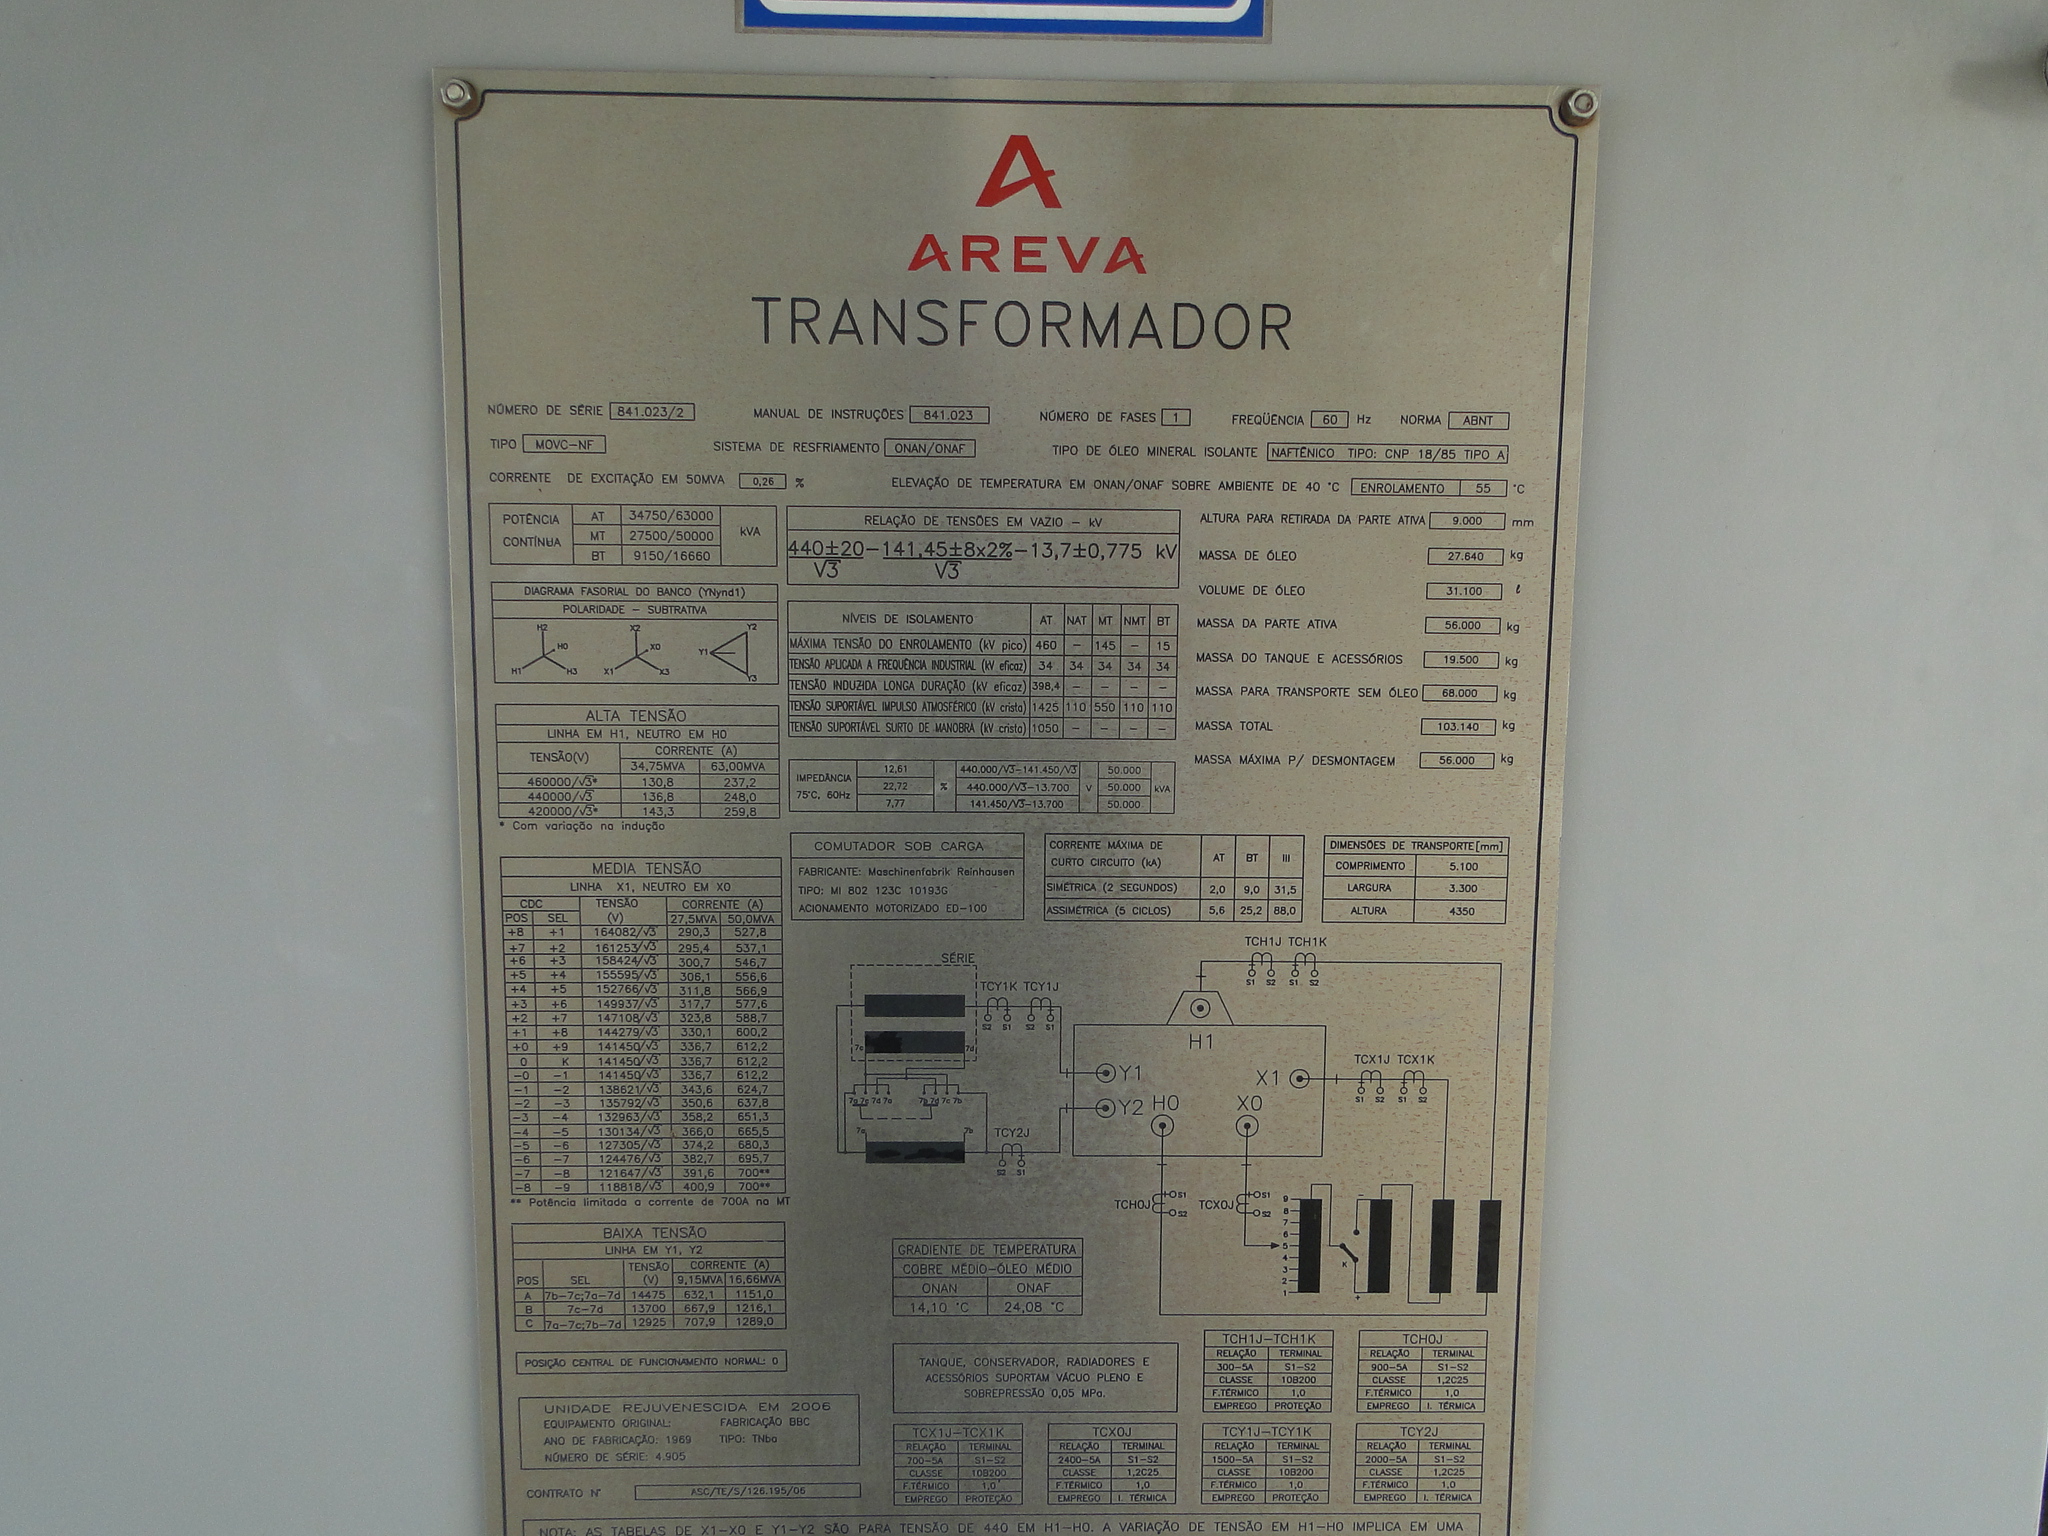 A
AREVA
TRANSFORMADOR
NÚMERO DE SÉRIE 841.023/2 MANUAL DE INSTRUÇÕES 841.023 NÚMERO DE FASES 1 FREQÜÊNCIA 60 Hz NORMA ABNT
TIPO MOVC-NF SISTEMA DE RESFRIAMENTO ONAN/ONAF TIPO DE ÓLEO MINERAL ISOLANTE NAFTÊNICO TIPO: CNP 18/85 TIPO A
CORRENTE DE EXCITAÇÃO EM 50MVA 0,26 % ELEVAÇÃO DE TEMPERATURA EM ONAN/ONAF SOBRE AMBIENTE DE 40 °C ENROLAMENTO 55 °C
POTÊNCIA CONTÍNUA kVA
AT 34750/63000
MT 27500/50000
BT 9150/16660
DIAGRAMA FASORIAL DO BANCO (YNynd1)
POLARIDADE - SUBTRATIVA
H2 X2 Y2
H0 X0 Y1
H1 H3 X1 X3 Y3
ALTA TENSÃO
LINHA EM H1, NEUTRO EM H0
TENSÃO(V) CORRENTE (A)
34,75MVA 63,00MVA
460000/√3* 130,8 237,2
440000/√3 136,8 248,0
420000/√3* 143,3 259,8
* Com variação na indução
MEDIA TENSÃO
LINHA X1, NEUTRO EM X0
CDC TENSÃO (V) CORRENTE (A)
POS SEL 27,5MVA 50,0MVA
+8 +1 164082/√3 290,3 527,8
+7 +2 161253/√3 295,4 537,1
+6 +3 158424/√3 300,7 546,7
+5 +4 155595/√3 306,1 556,6
+4 +5 152766/√3 311,8 566,9
+3 +6 149937/√3 317,7 577,6
+2 +7 147108/√3 323,8 588,7
+1 +8 144279/√3 330,1 600,2
+0 +9 141450/√3 336,7 612,2
0 K 141450/√3 336,7 612,2
-0 -1 141450/√3 336,7 612,2
-1 -2 138621/√3 343,6 624,7
-2 -3 135792/√3 350,6 637,8
-3 -4 132963/√3 358,2 651,3
-4 -5 130134/√3 366,0 665,5
-5 -6 127305/√3 374,2 680,3
-6 -7 124476/√3 382,7 695,7
-7 -8 121647/√3 391,6 700**
-8 -9 118818/√3 400,9 700**
** Potência limitada a corrente de 700A na MT
BAIXA TENSÃO
LINHA EM Y1, Y2
POS SEL TENSÃO (V) CORRENTE (A)
9,15MVA 16,66MVA
A 7b-7c;7a-7d 14475 632,1 1151,0
B 7c-7d 13700 667,9 1216,1
C 7a-7c;7b-7d 12925 707,9 1289,0
POSIÇÃO CENTRAL DE FUNCIONAMENTO NORMAL: 0
UNIDADE REJUVENESCIDA EM 2006
EQUIPAMENTO ORIGINAL: FABRICAÇÃO BBC
ANO DE FABRICAÇÃO: 1969 TIPO: TNba
NÚMERO DE SÉRIE: 4.905
CONTRATO Nº ASC/TE/S/126.195/05
RELAÇÃO DE TENSÕES EM VAZIO - kV
440±20/√3-141,45±8x2%/√3-13,7±0,775 kV
NÍVEIS DE ISOLAMENTO AT NAT MT NMT BT
MÁXIMA TENSÃO DO ENROLAMENTO (kV pico) 460 - 145 - 15
TENSÃO APLICADA A FREQUÊNCIA INDUSTRIAL (kV eficaz) 34 34 34 34 34
TENSÃO INDUZIDA LONGA DURAÇÃO (kV eficaz) 398,4 - - - -
TENSÃO SUPORTÁVEL IMPULSO ATMOSFÉRICO (kV crista) 1425 110 550 110 110
TENSÃO SUPORTÁVEL SURTO DE MANOBRA (kV crista) 1050 - - - -
IMPEDÂNCIA 75°C, 60Hz
12,61 440.000/√3-141.450/√3 50.000
22,72 % 440.000/√3-13.700 V 50.000 kVA
7,77 141.450/√3-13.700 50.000
ALTURA PARA RETIRADA DA PARTE ATIVA 9.000 mm
MASSA DE ÓLEO 27.640 kg
VOLUME DE ÓLEO 31.100 ℓ
MASSA DA PARTE ATIVA 56.000 kg
MASSA DO TANQUE E ACESSÓRIOS 19.500 kg
MASSA PARA TRANSPORTE SEM ÓLEO 68.000 kg
MASSA TOTAL 103.140 kg
MASSA MÁXIMA P/ DESMONTAGEM 56.000 kg
COMUTADOR SOB CARGA
FABRICANTE: Maschinenfabrik Reinhausen
TIPO: MI 802 123C 10193G
ACIONAMENTO MOTORIZADO ED-100
CORRENTE MÁXIMA DE CURTO CIRCUITO (kA) AT BT III
SIMÉTRICA (2 SEGUNDOS) 2,0 9,0 31,5
ASSIMÉTRICA (5 CICLOS) 5,6 25,2 88,0
DIMENSÕES DE TRANSPORTE[mm]
COMPRIMENTO 5.100
LARGURA 3.300
ALTURA 4350
SÉRIE
TCY1K TCY1J
S2 S1 S2 S1
7c 7d
7a 7c 7d 7a 7b 7d 7c 7b
7a 7b
TCY2J
S2 S1
TCH1J TCH1K
S1 S2 S1 S2
H1
Y1
Y2 H0 X0
X1
TCX1J TCX1K
S1 S2 S1 S2
TCH0J S1 S2
TCX0J S1 S2
9
8
7
6
5
4
3
2
1
- K +
GRADIENTE DE TEMPERATURA
COBRE MÉDIO-ÓLEO MÉDIO
ONAN ONAF
14,10 °C 24,08 °C
TANQUE, CONSERVADOR, RADIADORES E
ACESSÓRIOS SUPORTAM VÁCUO PLENO E
SOBREPRESSÃO 0,05 MPa.
TCH1J-TCH1K
RELAÇÃO TERMINAL
300-5A S1-S2
CLASSE 10B200
F.TÉRMICO 1,0
EMPREGO PROTEÇÃO
TCH0J
RELAÇÃO TERMINAL
900-5A S1-S2
CLASSE 1,2C25
F.TÉRMICO 1,0
EMPREGO I. TÉRMICA
TCX1J-TCX1K
RELAÇÃO TERMINAL
700-5A S1-S2
CLASSE 10B200
F.TÉRMICO 1,0
EMPREGO PROTEÇÃO
TCX0J
RELAÇÃO TERMINAL
2400-5A S1-S2
CLASSE 1,2C25
F.TÉRMICO 1,0
EMPREGO I. TÉRMICA
TCY1J-TCY1K
RELAÇÃO TERMINAL
1500-5A S1-S2
CLASSE 10B200
F.TÉRMICO 1,0
EMPREGO PROTEÇÃO
TCY2J
RELAÇÃO TERMINAL
2000-5A S1-S2
CLASSE 1,2C25
F.TÉRMICO 1,0
EMPREGO I. TÉRMICA
NOTA: AS TABELAS DE X1-X0 E Y1-Y2 SÃO PARA TENSÃO DE 440 EM H1-H0. A VARIAÇÃO DE TENSÃO EM H1-H0 IMPLICA EM UMA